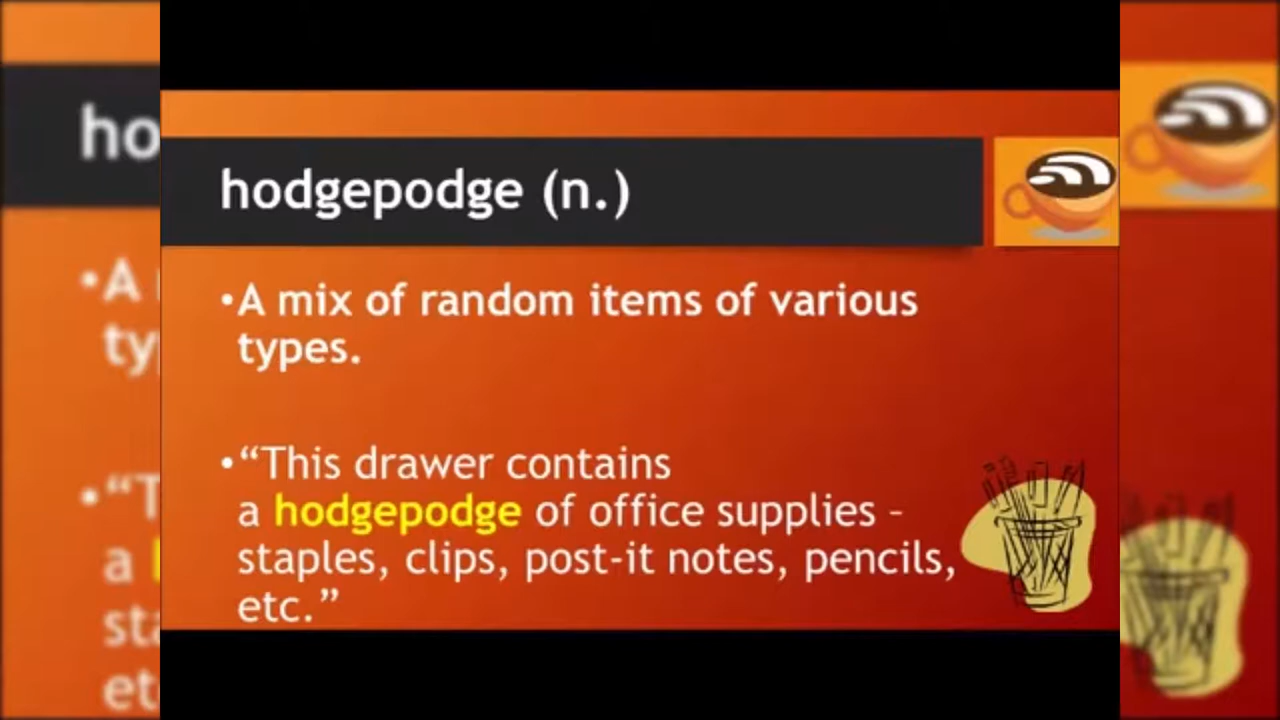 hodgepodge (n.)
•A mix of random items of various
types.
•“This drawer contains
a hodgepodge of office supplies –
staples, clips, post-it notes, pencils,
etc.”